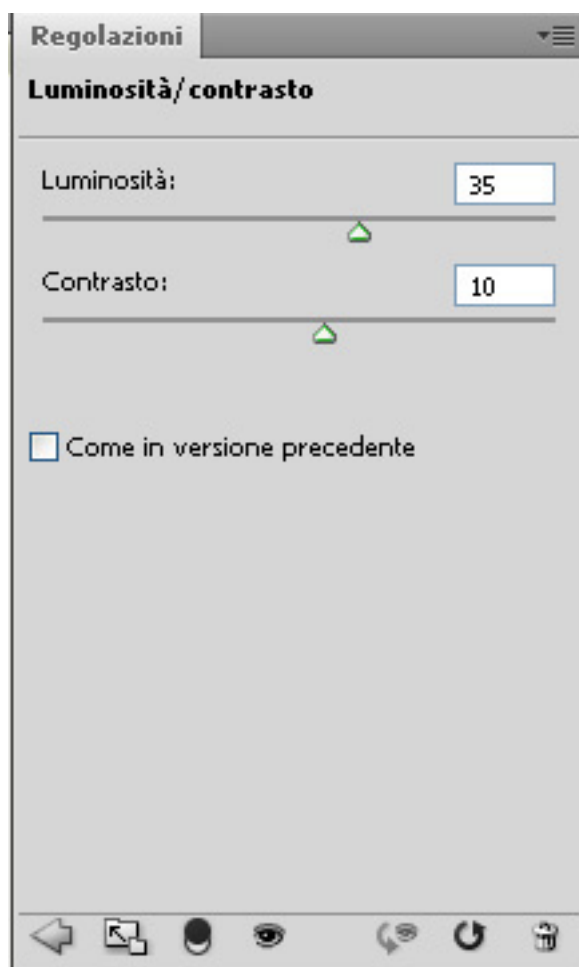 Regolazioni
Luminosità/contrasto
Luminosità: 35
Contrasto: 10
Come in versione precedente